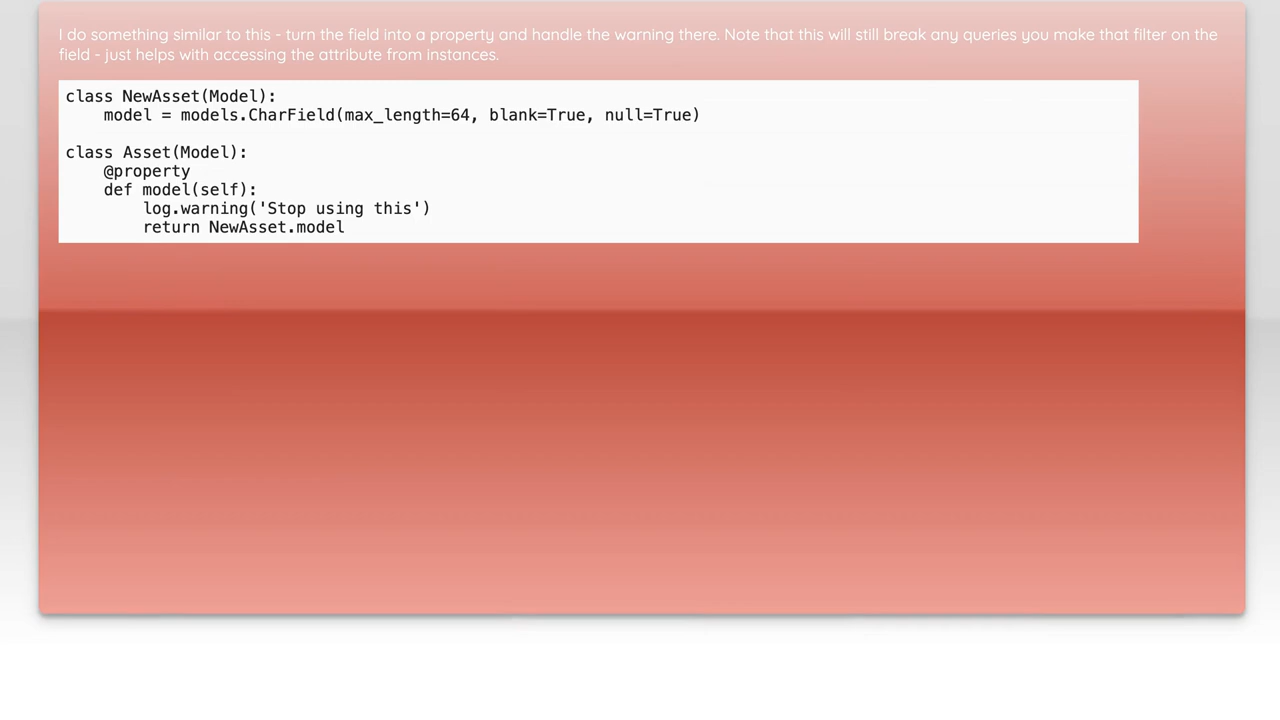 I do something similar to this - turn the field into a property and handle the warning there. Note that this will still break any queries you make that filter on the
field - just helps with accessing the attribute from instances.
class NewAsset(Model):
    model = models.CharField(max_length=64, blank=True, null=True)

class Asset(Model):
    @property
    def model(self):
        log.warning('Stop using this')
        return NewAsset.model